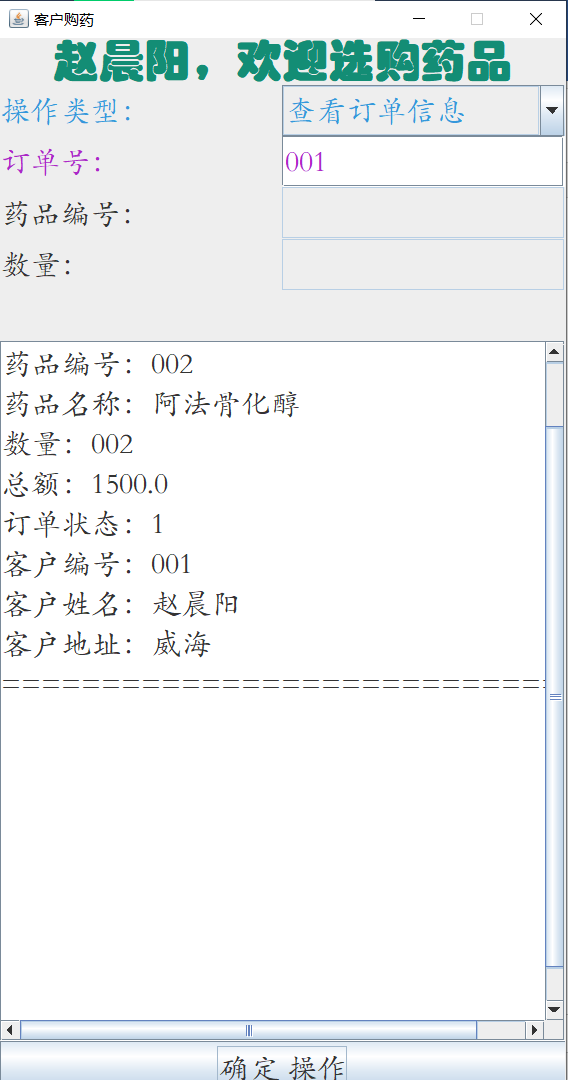 客户购药
赵晨阳，欢迎选购药品
操作类型： 查看订单信息
订单号： 001
药品编号：
数量：
药品编号：002
药品名称：阿法骨化醇
数量：002
总额：1500.0
订单状态：1
客户编号：001
客户姓名：赵晨阳
客户地址：威海
============================
确定 操作